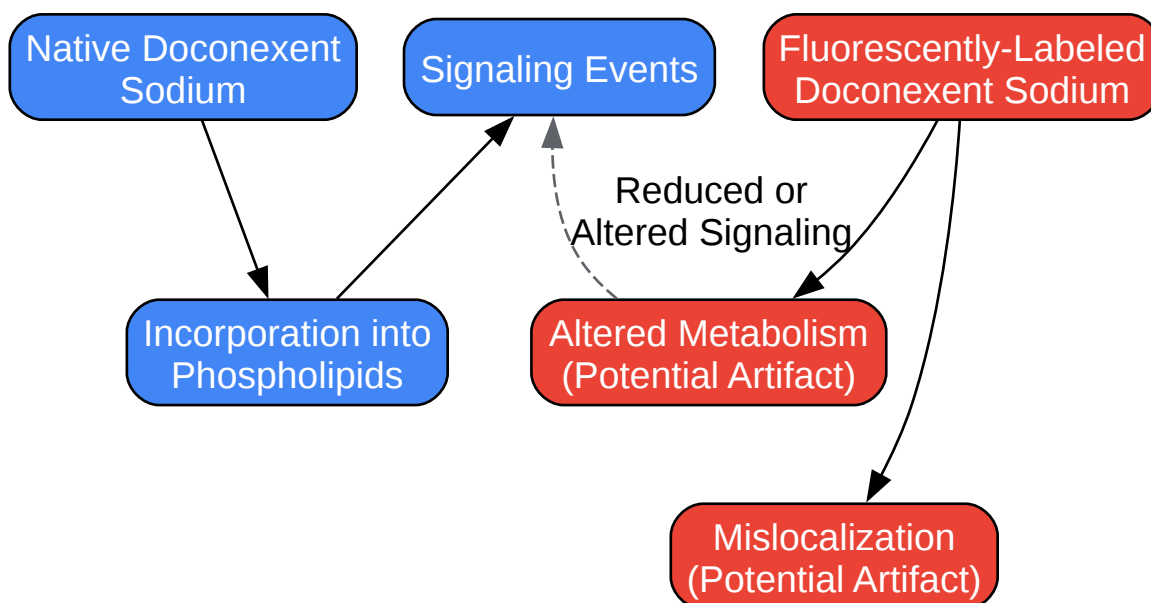 Native Doconexent
Sodium
Signaling Events
Fluorescently-Labeled
Doconexent Sodium
Reduced or
Altered Signaling
Incorporation into
Phospholipids
Altered Metabolism
(Potential Artifact)
Mislocalization
(Potential Artifact)